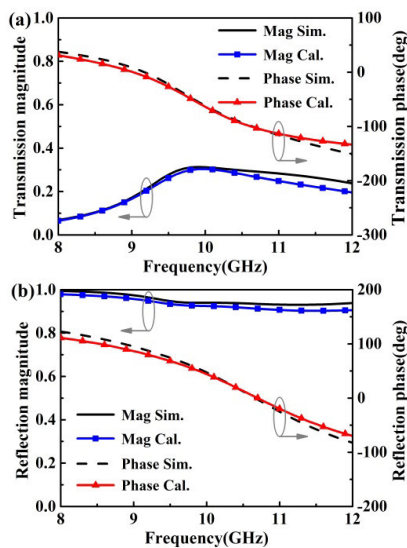 (a)
1.0
0.8
0.6
0.4
0.2
0.0
Transmission magnitude
Mag Sim.
Mag Cal.
Phase Sim.
Phase Cal.
100
0
-100
-200
-300
Transmission phase(deg)
8 9 10 11 12
Frequency(GHz)
(b)
1.0
0.8
0.6
0.4
0.2
0.0
Reflection magnitude
Mag Sim.
Mag Cal.
Phase Sim.
Phase Cal.
200
100
0
-100
-200
Reflection phase(deg)
8 9 10 11 12
Frequency(GHz)